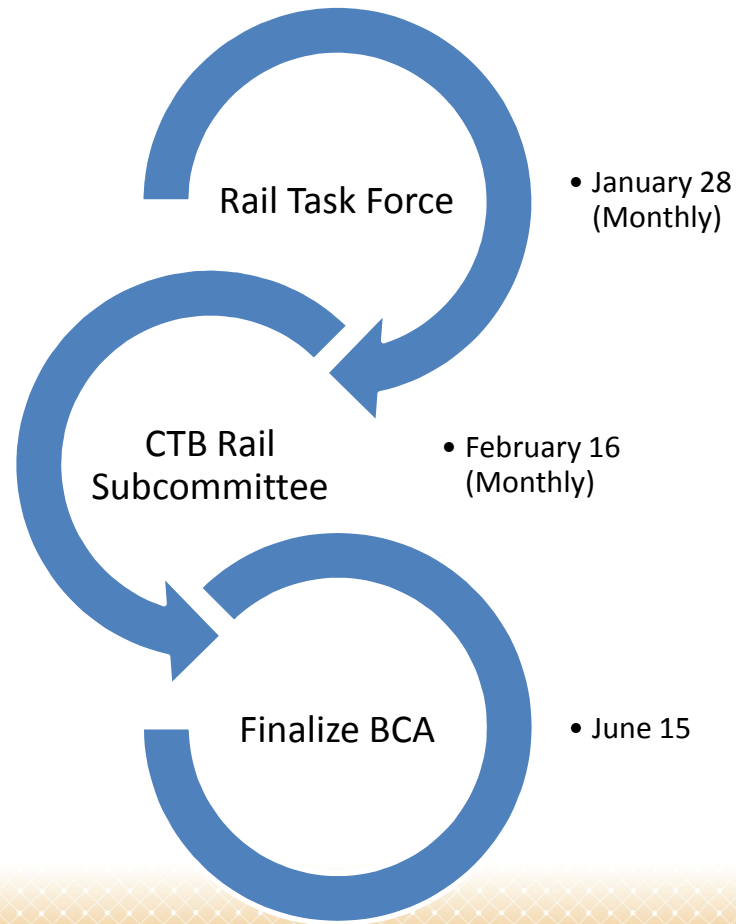 Rail Task Force
• January 28
(Monthly)
CTB Rail
Subcommittee
• February 16
(Monthly)
Finalize BCA
• June 15